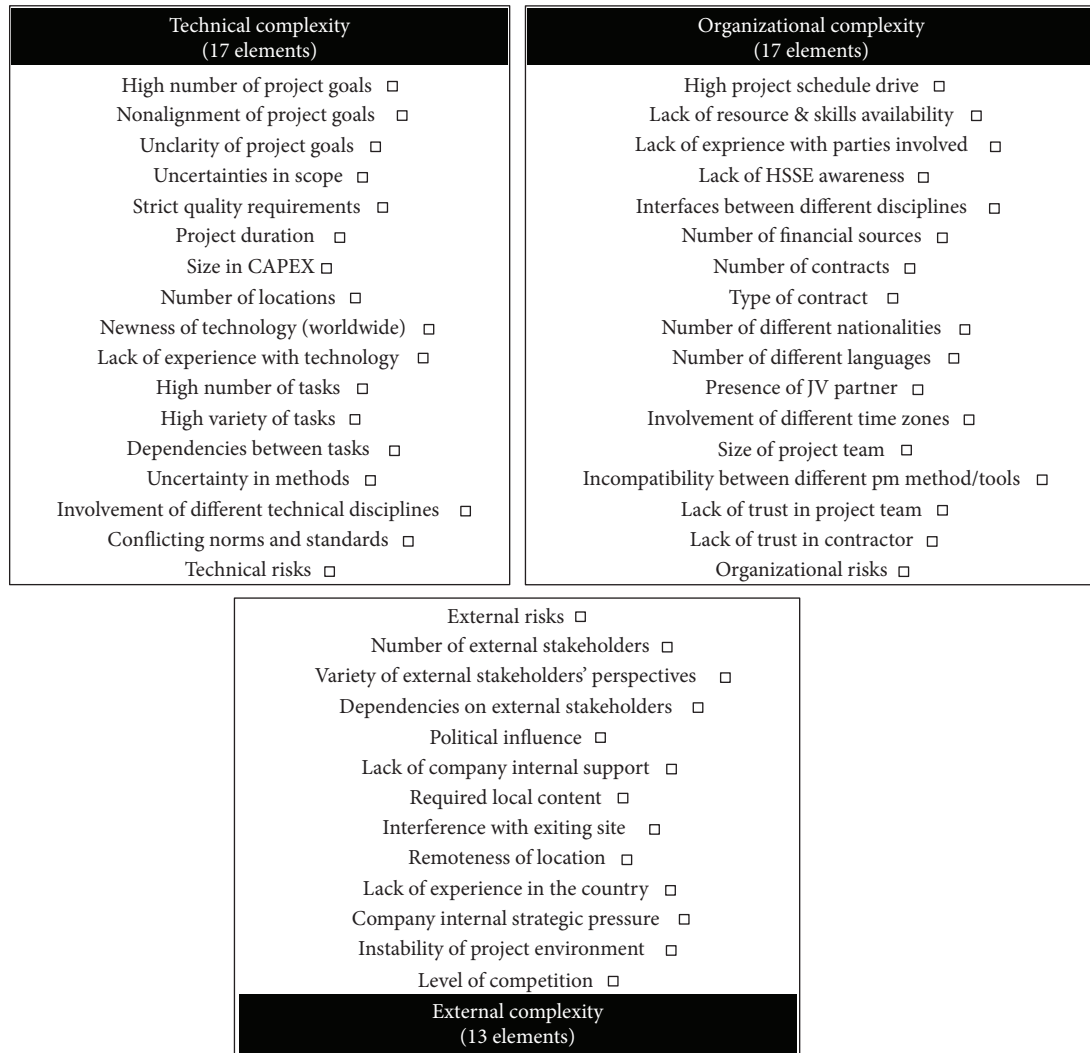 Technical complexity
(17 elements)
High number of project goals □
Nonalignment of project goals □
Unclarity of project goals □
Uncertainties in scope □
Strict quality requirements □
Project duration □
Size in CAPEX □
Number of locations □
Newness of technology (worldwide) □
Lack of experience with technology □
High number of tasks □
High variety of tasks □
Dependencies between tasks □
Uncertainty in methods □
Involvement of different technical disciplines □
Conflicting norms and standards □
Technical risks □
Organizational complexity
(17 elements)
High project schedule drive □
Lack of resource & skills availability □
Lack of exprience with parties involved □
Lack of HSSE awareness □
Interfaces between different disciplines □
Number of financial sources □
Number of contracts □
Type of contract □
Number of different nationalities □
Number of different languages □
Presence of JV partner □
Involvement of different time zones □
Size of project team □
Incompatibility between different pm method/tools □
Lack of trust in project team □
Lack of trust in contractor □
Organizational risks □
External risks □
Number of external stakeholders □
Variety of external stakeholders’ perspectives □
Dependencies on external stakeholders □
Political influence □
Lack of company internal support □
Required local content □
Interference with exiting site □
Remoteness of location □
Lack of experience in the country □
Company internal strategic pressure □
Instability of project environment □
Level of competition □
External complexity
(13 elements)